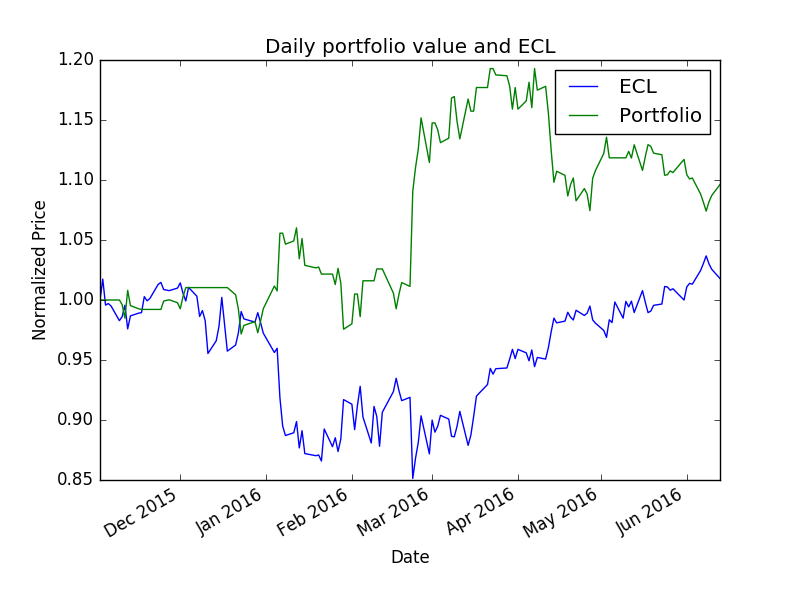 Daily portfolio value and ECL
1.20
1.15
1.10
1.05
1.00
0.95
0.90
0.85
Normalized Price
ECL
Portfolio
Dec 2015
Jan 2016
Feb 2016
Mar 2016
Apr 2016
May 2016
Jun 2016
Date